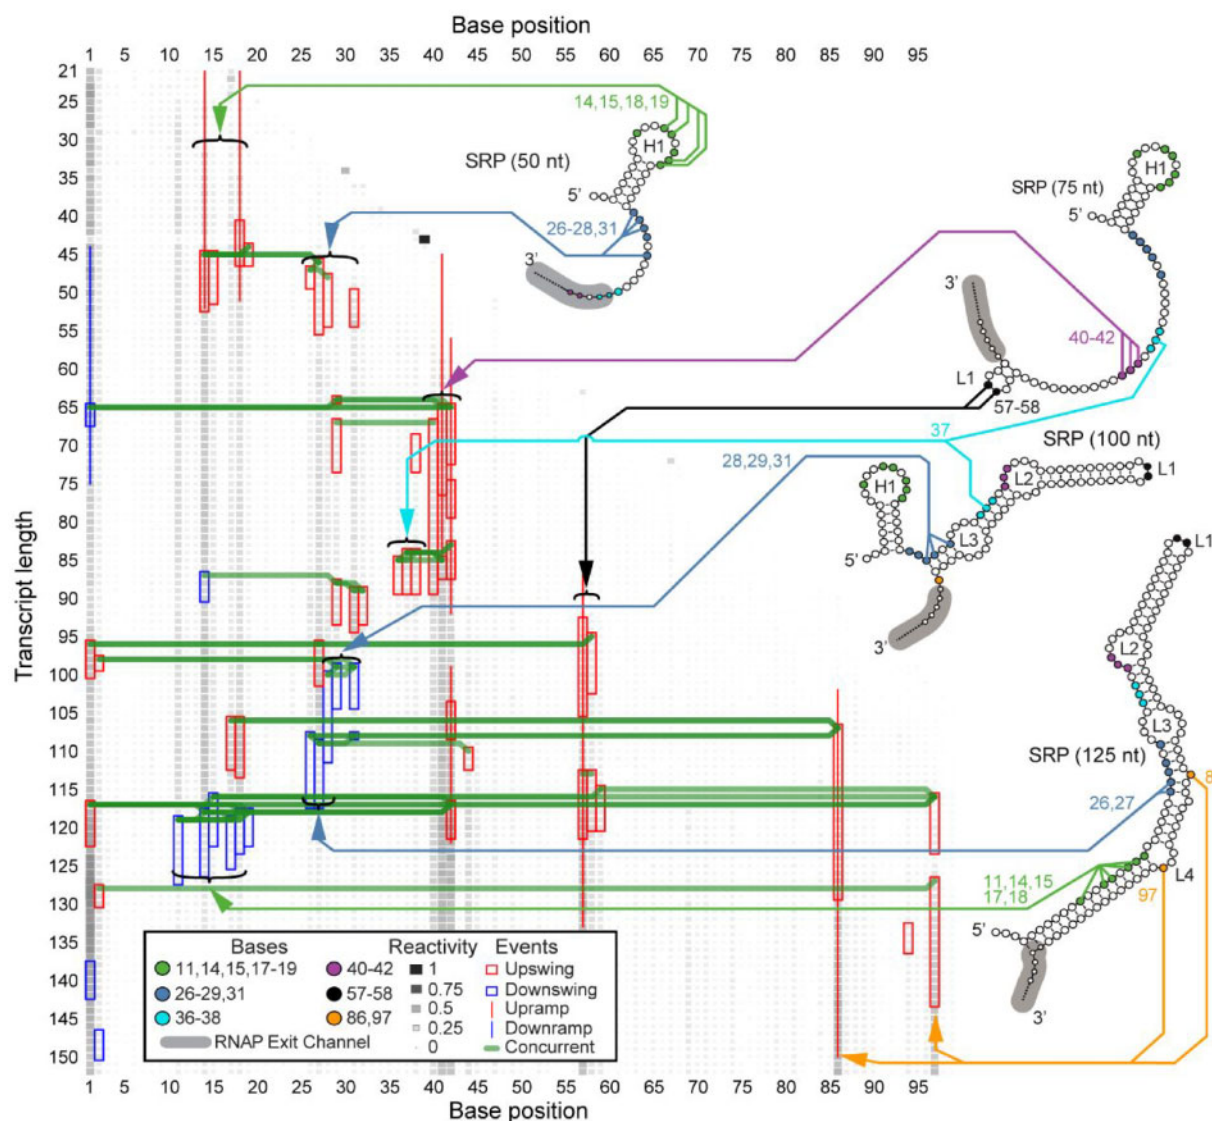 Base position
1 5 10 15 20 25 30 35 40 45 50 55 60 65 70 75 80 85 90 95
Transcript length
21
25
30
35
40
45
50
55
60
65
70
75
80
85
90
95
100
105
110
115
120
125
130
135
140
145
150
14,15,18,19
H1
SRP (50 nt)
5'
26-28,31
3'
H1
SRP (75 nt)
5'
3'
40-42
L1
57-58
37
SRP (100 nt)
28,29,31
H1
L2
L1
L3
5'
3'
L1
L2
L3
SRP (125 nt)
8
26,27
11,14,15
17,18
L4
97
5'
3'
Bases
11,14,15,17-19
40-42
26-29,31
57-58
36-38
86,97
RNAP Exit Channel
Reactivity
1
0.75
0.5
0.25
0
Events
Upswing
Downswing
Upramp
Downramp
Concurrent
1 5 10 15 20 25 30 35 40 45 50 55 60 65 70 75 80 85 90 95
Base position